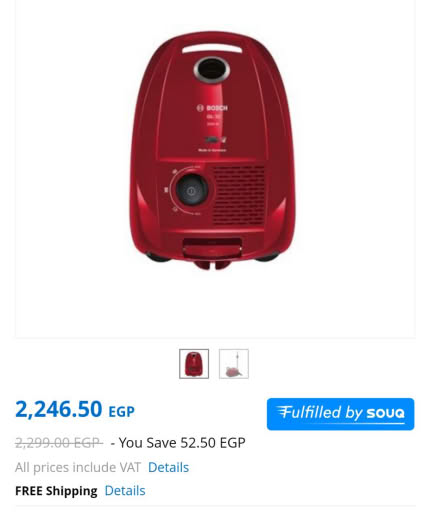 BOSCH
2,246.50 EGP
Fulfilled by souq
2,299.00 EGP - You Save 52.50 EGP
All prices include VAT Details
FREE Shipping Details